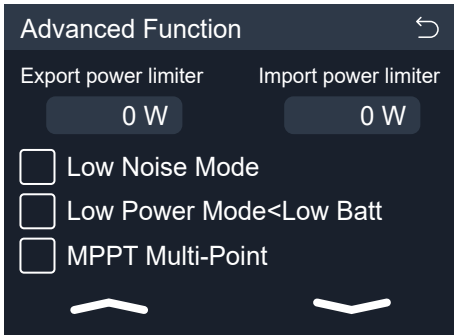 Advanced Function
Export power limiter Import power limiter
0 W 0 W
Low Noise Mode
Low Power Mode<Low Batt
MPPT Multi-Point